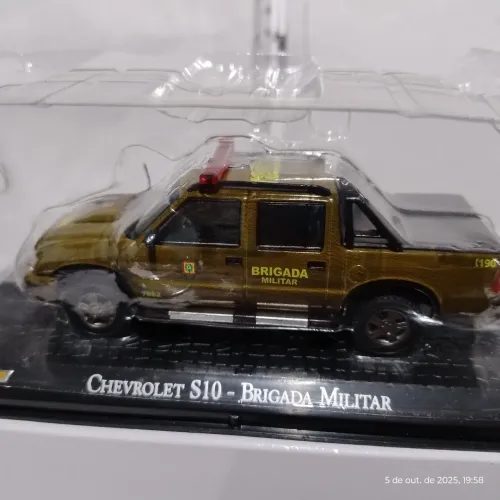 BRIGADA
MILITAR
190
CHEVROLET S10 - BRIGADA MILITAR
5 de out. de 2025, 19:58